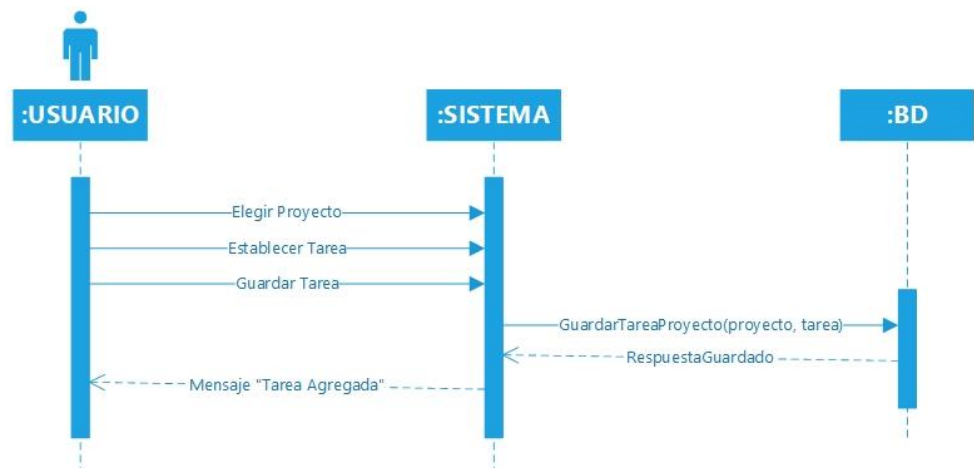 :USUARIO
:SISTEMA
:BD
Elegir Proyecto
Establecer Tarea
Guardar Tarea
GuardarTareaProyecto(proyecto, tarea)
RespuestaGuardado
Mensaje "Tarea Agregada"